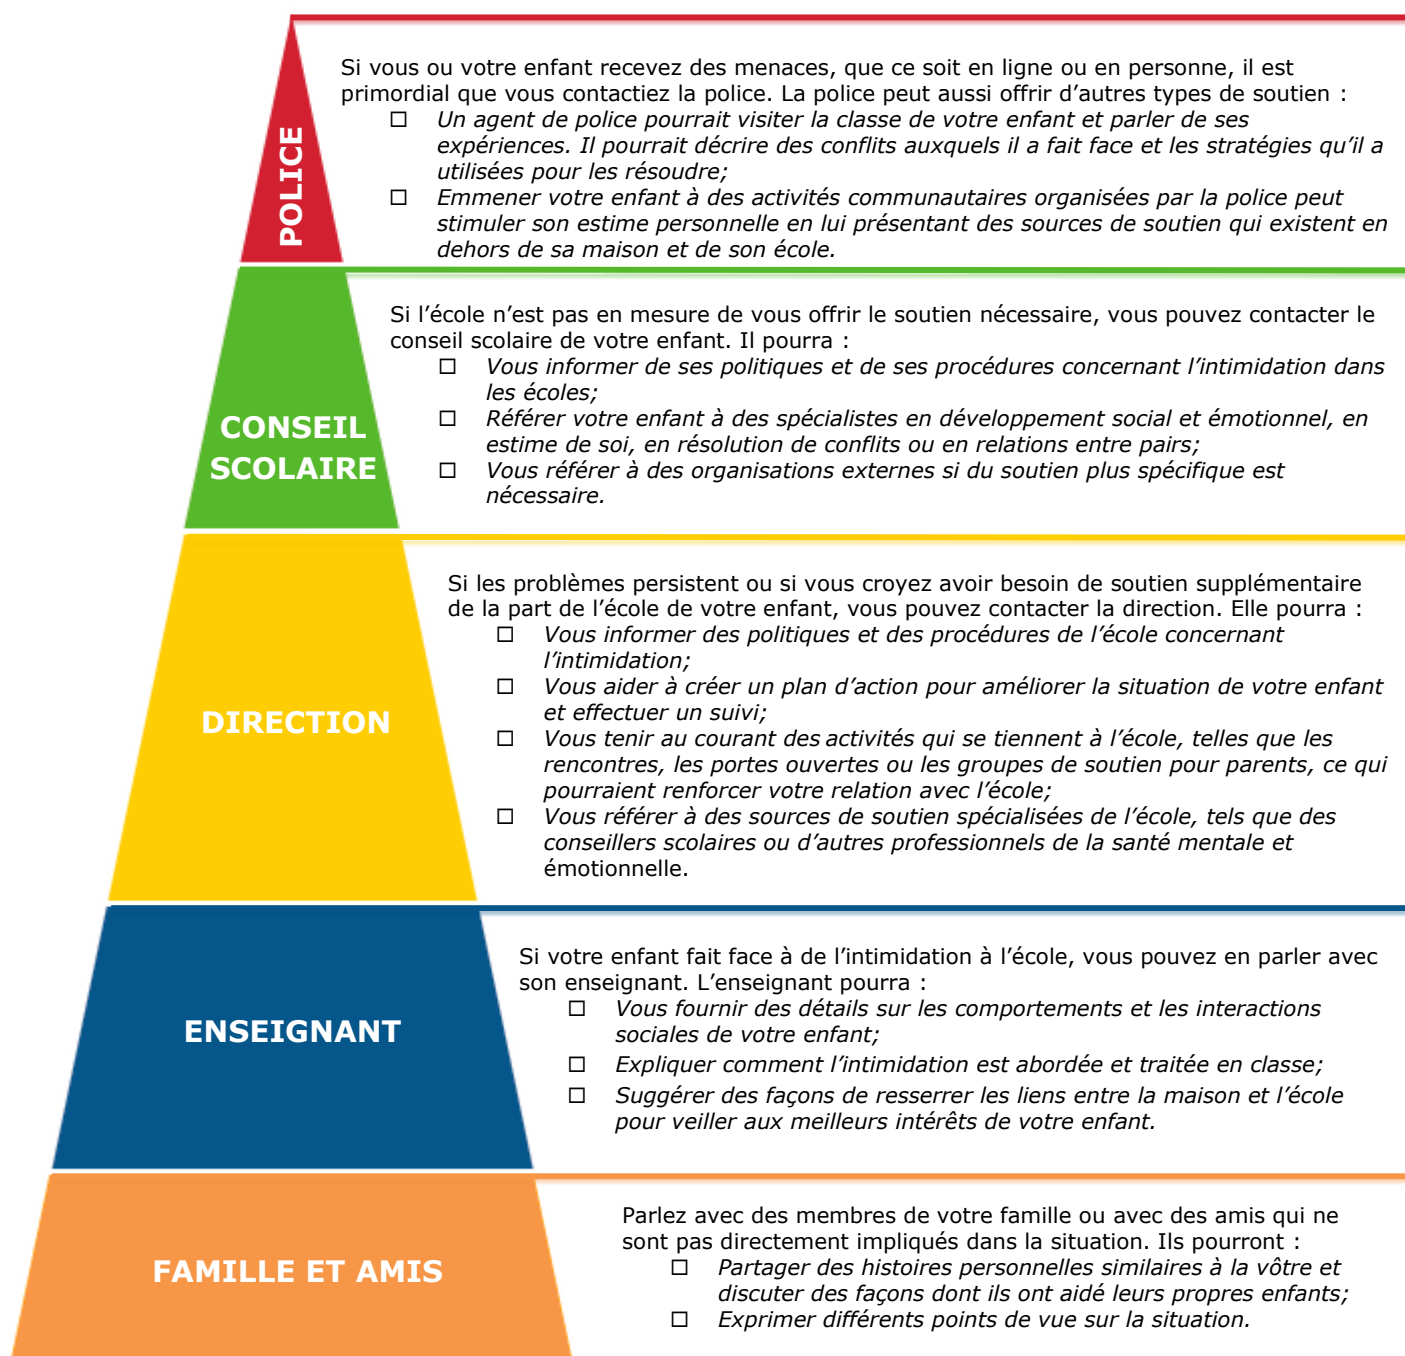 POLICE
Si vous ou votre enfant recevez des menaces, que ce soit en ligne ou en personne, il est
primordial que vous contactiez la police. La police peut aussi offrir d'autres types de soutien :
☐ Un agent de police pourrait visiter la classe de votre enfant et parler de ses
expériences. Il pourrait décrire des conflits auxquels il a fait face et les stratégies qu'il a
utilisées pour les résoudre;
☐ Emmener votre enfant à des activités communautaires organisées par la police peut
stimuler son estime personnelle en lui présentant des sources de soutien qui existent en
dehors de sa maison et de son école.
CONSEIL
SCOLAIRE
Si l'école n'est pas en mesure de vous offrir le soutien nécessaire, vous pouvez contacter le
conseil scolaire de votre enfant. Il pourra :
☐ Vous informer de ses politiques et de ses procédures concernant l'intimidation dans
les écoles;
☐ Référer votre enfant à des spécialistes en développement social et émotionnel, en
estime de soi, en résolution de conflits ou en relations entre pairs;
☐ Vous référer à des organisations externes si du soutien plus spécifique est
nécessaire.
DIRECTION
Si les problèmes persistent ou si vous croyez avoir besoin de soutien supplémentaire
de la part de l'école de votre enfant, vous pouvez contacter la direction. Elle pourra :
☐ Vous informer des politiques et des procédures de l'école concernant
l'intimidation;
☐ Vous aider à créer un plan d'action pour améliorer la situation de votre enfant
et effectuer un suivi;
☐ Vous tenir au courant des activités qui se tiennent à l'école, telles que les
rencontres, les portes ouvertes ou les groupes de soutien pour parents, ce qui
pourraient renforcer votre relation avec l'école;
☐ Vous référer à des sources de soutien spécialisées de l'école, tels que des
conseillers scolaires ou d'autres professionnels de la santé mentale et
émotionnelle.
ENSEIGNANT
Si votre enfant fait face à de l'intimidation à l'école, vous pouvez en parler avec
son enseignant. L'enseignant pourra :
☐ Vous fournir des détails sur les comportements et les interactions
sociales de votre enfant;
☐ Expliquer comment l'intimidation est abordée et traitée en classe;
☐ Suggérer des façons de resserrer les liens entre la maison et l'école
pour veiller aux meilleurs intérêts de votre enfant.
FAMILLE ET AMIS
Parlez avec des membres de votre famille ou avec des amis qui ne
sont pas directement impliqués dans la situation. Ils pourront :
☐ Partager des histoires personnelles similaires à la vôtre et
discuter des façons dont ils ont aidé leurs propres enfants;
☐ Exprimer différents points de vue sur la situation.